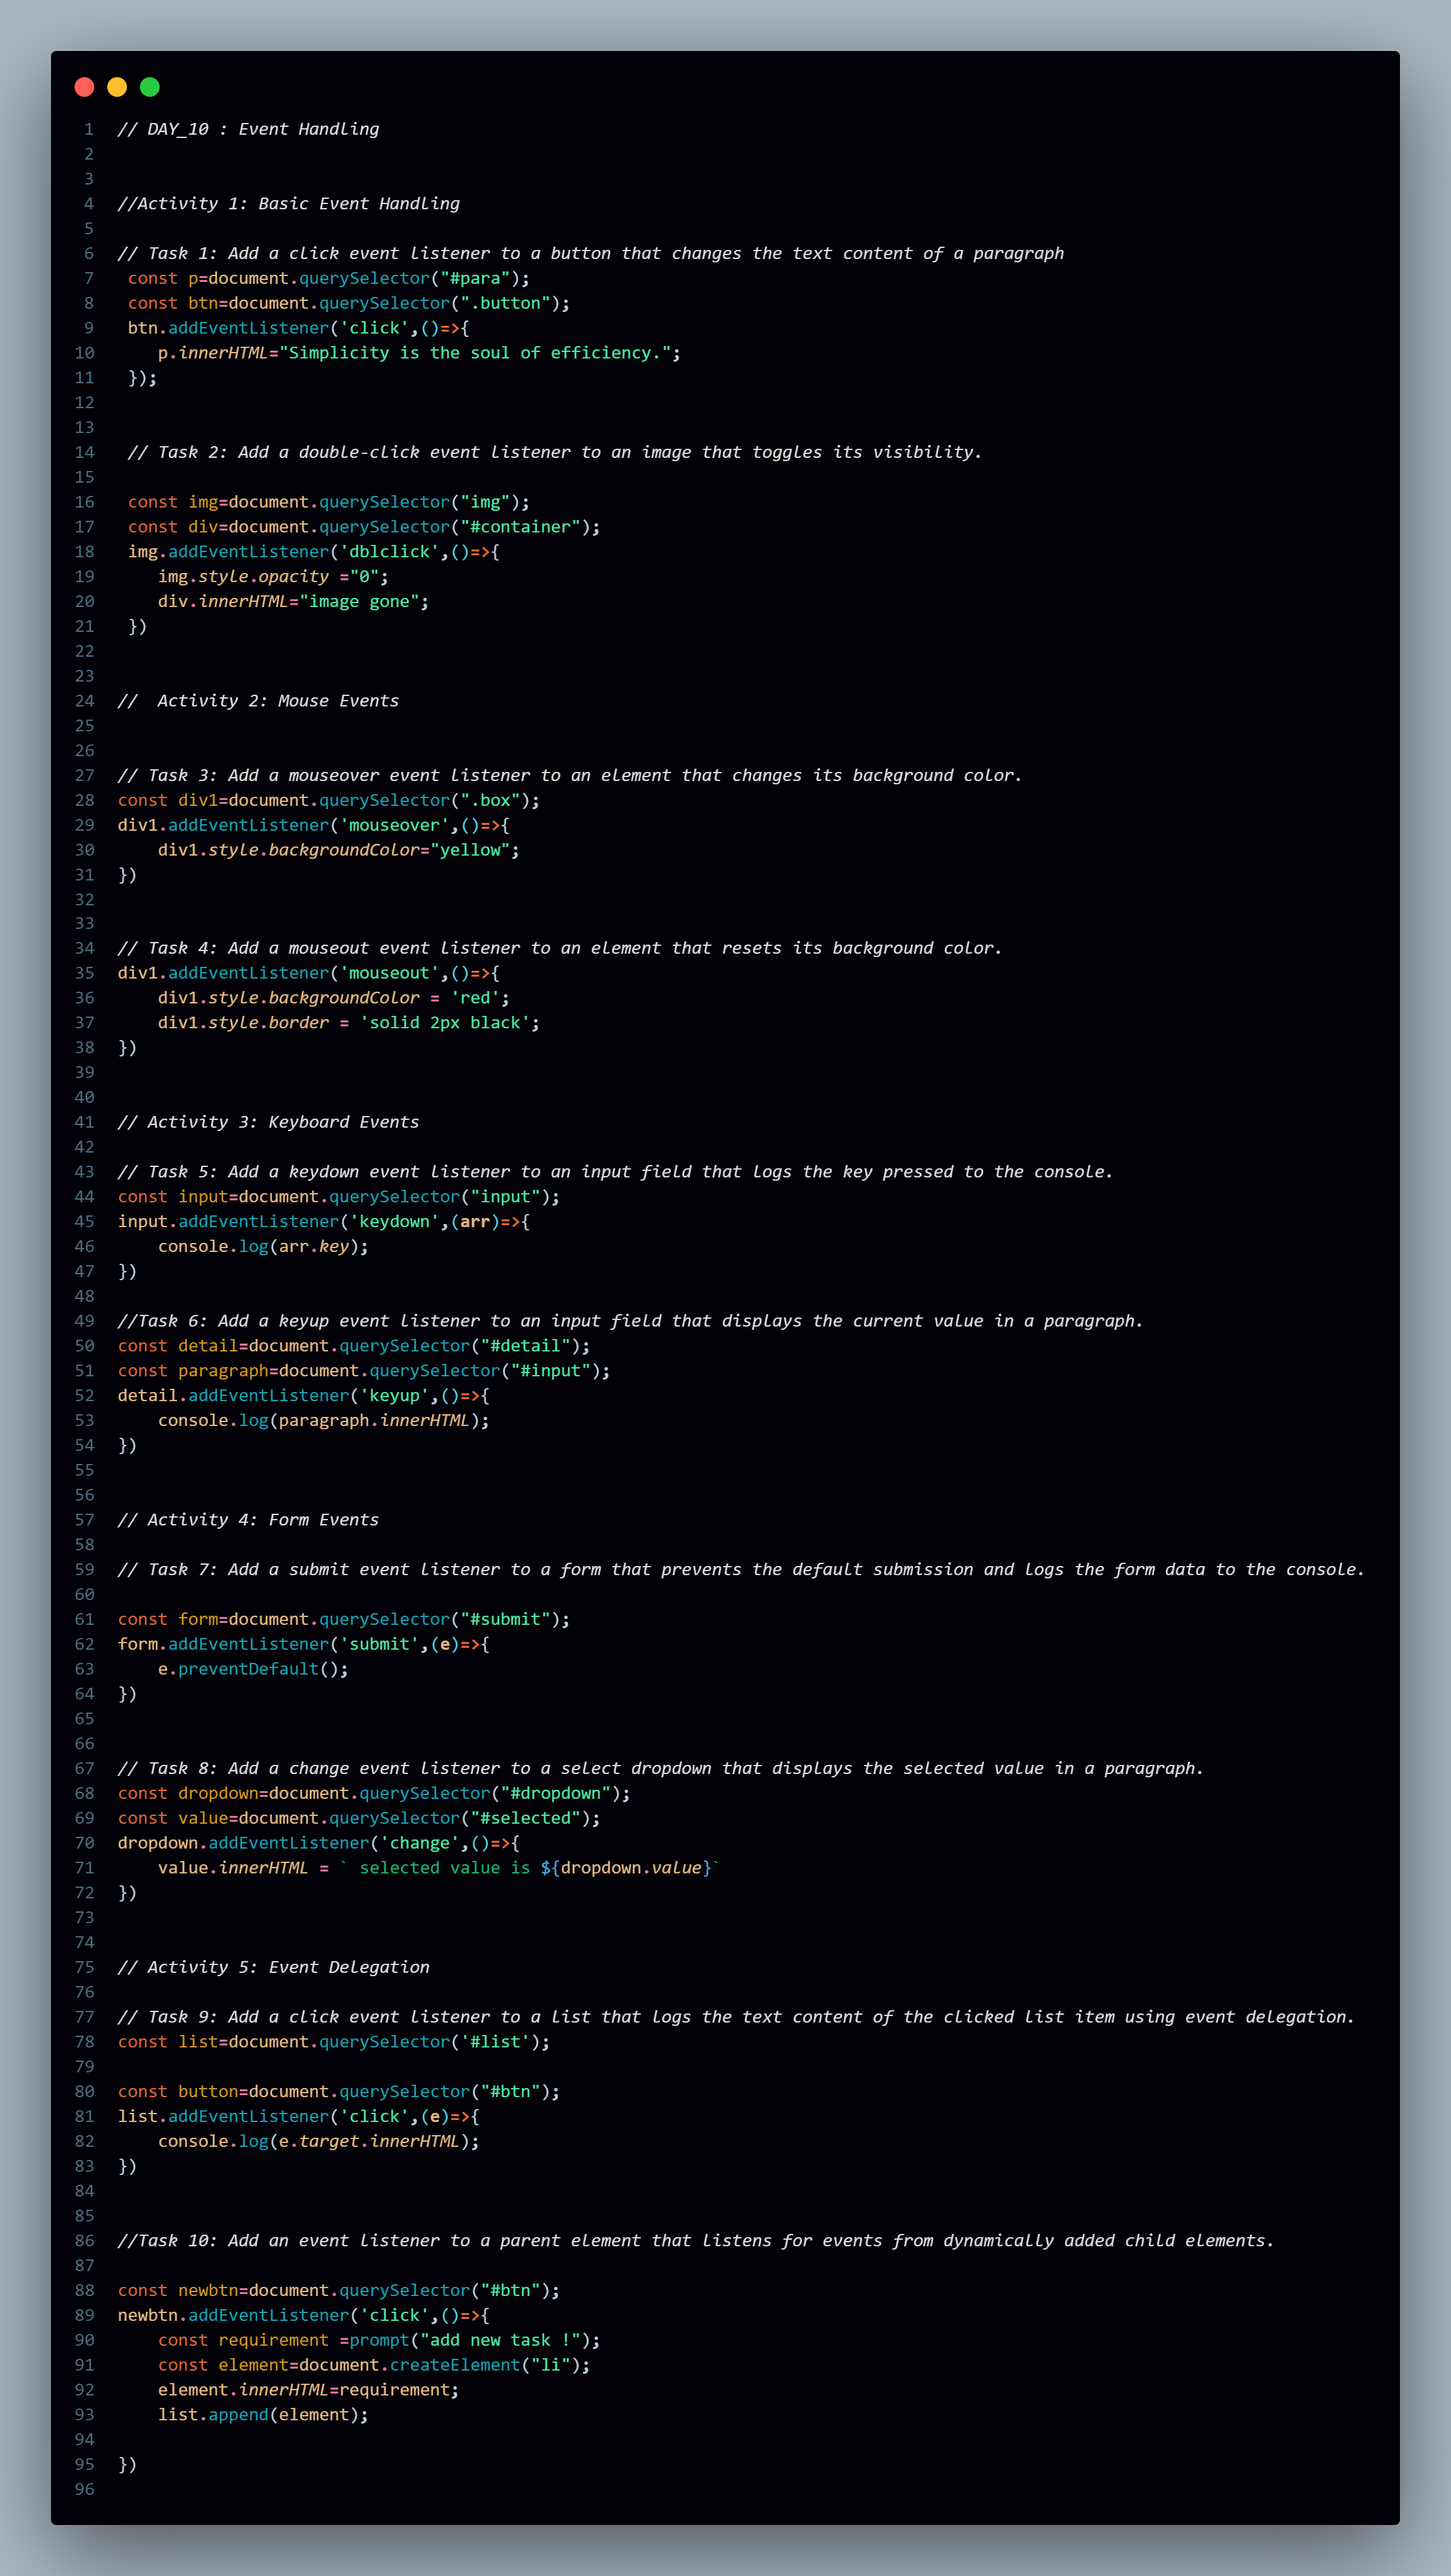 1 // DAY_10 : Event Handling
2
3
4 //Activity 1: Basic Event Handling
5
6 // Task 1: Add a click event listener to a button that changes the text content of a paragraph
7  const p=document.querySelector("#para");
8  const btn=document.querySelector(".button");
9  btn.addEventListener('click',()=>{
10     p.innerHTML="Simplicity is the soul of efficiency.";
11  });
12
13
14  // Task 2: Add a double-click event listener to an image that toggles its visibility.
15
16  const img=document.querySelector("img");
17  const div=document.querySelector("#container");
18  img.addEventListener('dblclick',()=>{
19     img.style.opacity ="0";
20     div.innerHTML="image gone";
21  })
22
23
24 //  Activity 2: Mouse Events
25
26
27 // Task 3: Add a mouseover event listener to an element that changes its background color.
28 const div1=document.querySelector(".box");
29 div1.addEventListener('mouseover',()=>{
30     div1.style.backgroundColor="yellow";
31 })
32
33
34 // Task 4: Add a mouseout event listener to an element that resets its background color.
35 div1.addEventListener('mouseout',()=>{
36     div1.style.backgroundColor = 'red';
37     div1.style.border = 'solid 2px black';
38 })
39
40
41 // Activity 3: Keyboard Events
42
43 // Task 5: Add a keydown event listener to an input field that logs the key pressed to the console.
44 const input=document.querySelector("input");
45 input.addEventListener('keydown',(arr)=>{
46     console.log(arr.key);
47 })
48
49 //Task 6: Add a keyup event listener to an input field that displays the current value in a paragraph.
50 const detail=document.querySelector("#detail");
51 const paragraph=document.querySelector("#input");
52 detail.addEventListener('keyup',()=>{
53     console.log(paragraph.innerHTML);
54 })
55
56
57 // Activity 4: Form Events
58
59 // Task 7: Add a submit event listener to a form that prevents the default submission and logs the form data to the console.
60
61 const form=document.querySelector("#submit");
62 form.addEventListener('submit',(e)=>{
63     e.preventDefault();
64 })
65
66
67 // Task 8: Add a change event listener to a select dropdown that displays the selected value in a paragraph.
68 const dropdown=document.querySelector("#dropdown");
69 const value=document.querySelector("#selected");
70 dropdown.addEventListener('change',()=>{
71     value.innerHTML = ` selected value is ${dropdown.value}`
72 })
73
74
75 // Activity 5: Event Delegation
76
77 // Task 9: Add a click event listener to a list that logs the text content of the clicked list item using event delegation.
78 const list=document.querySelector('#list');
79
80 const button=document.querySelector("#btn");
81 list.addEventListener('click',(e)=>{
82     console.log(e.target.innerHTML);
83 })
84
85
86 //Task 10: Add an event listener to a parent element that listens for events from dynamically added child elements.
87
88 const newbtn=document.querySelector("#btn");
89 newbtn.addEventListener('click',()=>{
90     const requirement =prompt("add new task !");
91     const element=document.createElement("li");
92     element.innerHTML=requirement;
93     list.append(element);
94
95 })
96